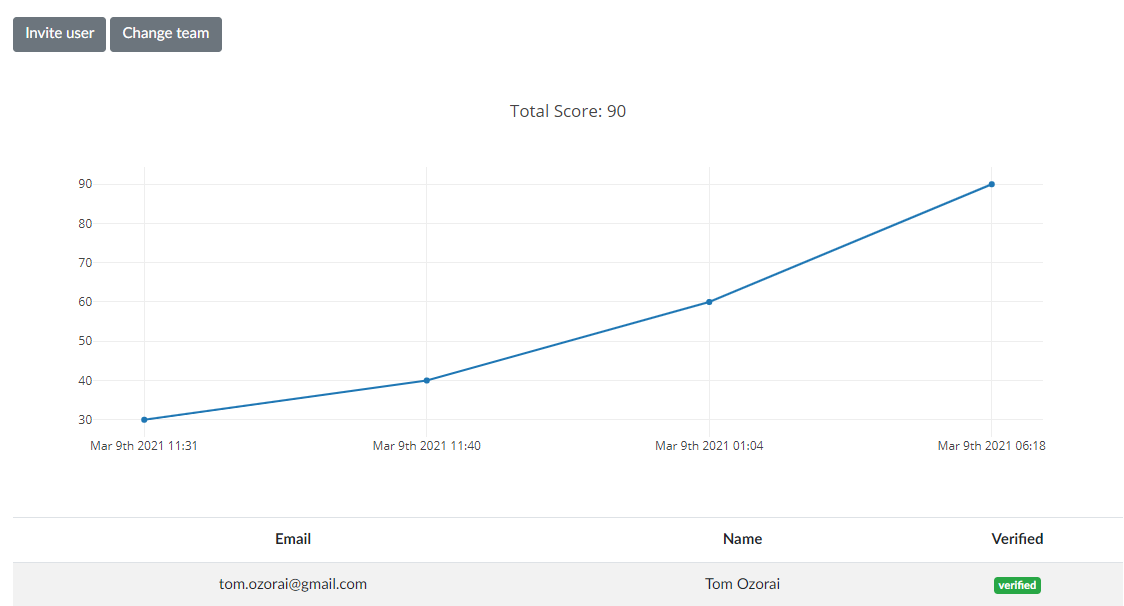 Invite user Change team
Total Score: 90
90
80
70
60
50
40
30
Mar 9th 2021 11:31 Mar 9th 2021 11:40 Mar 9th 2021 01:04 Mar 9th 2021 06:18
Email Name Verified
tom.ozorai@gmail.com Tom Ozorai verified